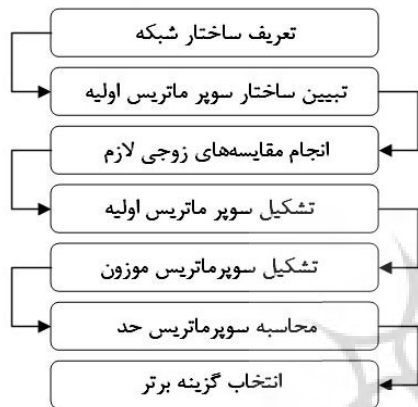 تعریف ساختار شبکه
تبیین ساختار سوپر ماتریس اولیه
انجام مقایسه‌های زوجی لازم
تشکیل سوپر ماتریس اولیه
تشکیل سوپرماتریس موزون
محاسبه سوپرماتریس حد
انتخاب گزینه برتر